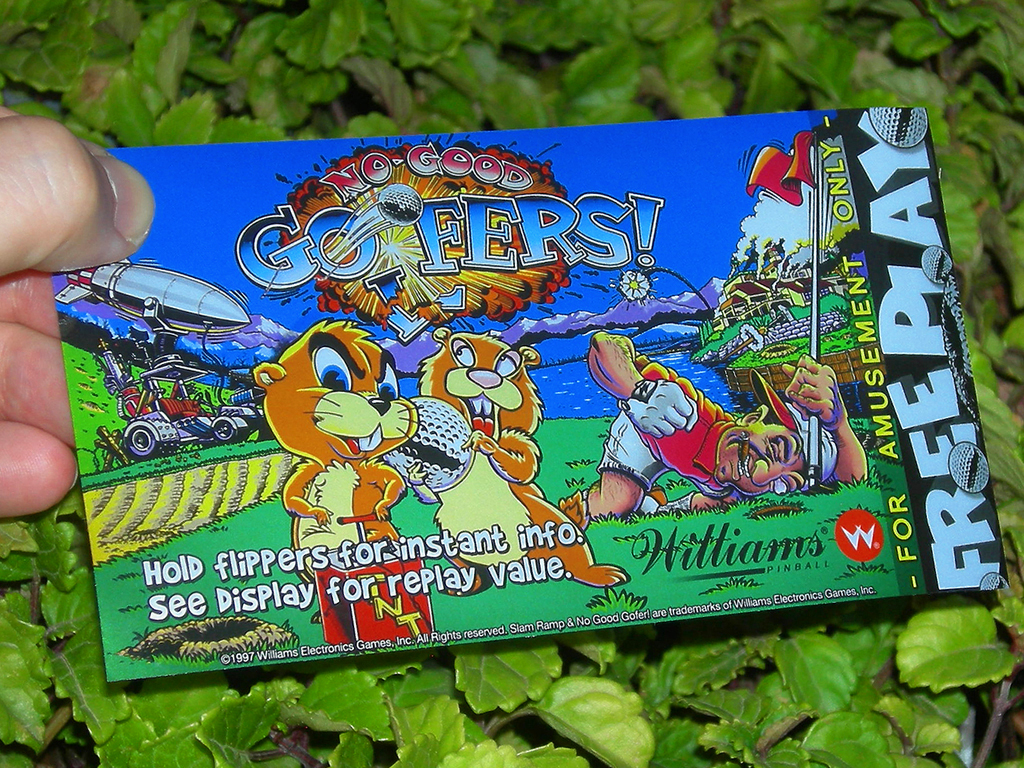 NO-GOOD
GOLFERS!
Hold flippers for instant info.
See Display for replay value.
NT
Williams®
PINBALL
W®
©1997 Williams Electronics Games, Inc. All Rights reserved. Slam Ramp & No Good Gofer! are trademarks of Williams Electronics Games, Inc.
- FOR AMUSEMENT ONLY -
FREE PLAY